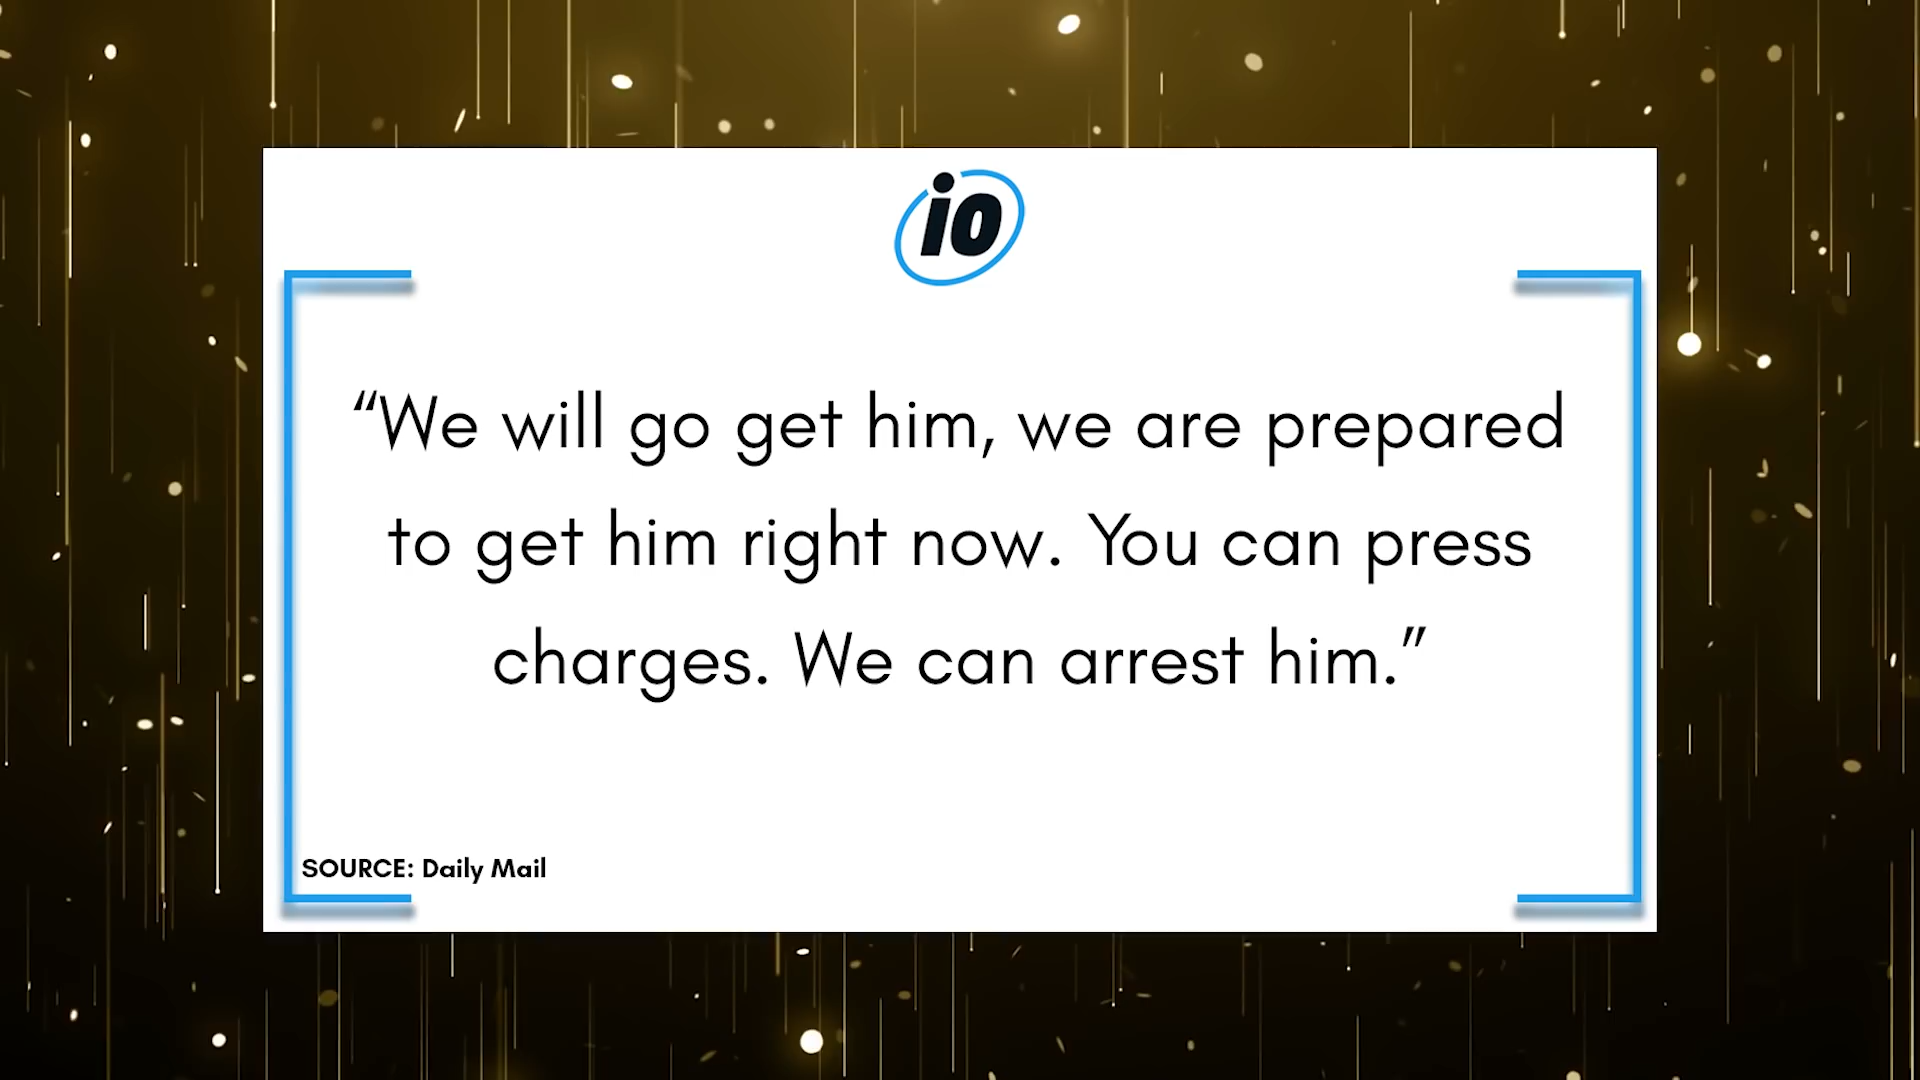 io
“We will go get him, we are prepared
to get him right now. You can press
charges. We can arrest him.”
SOURCE: Daily Mail